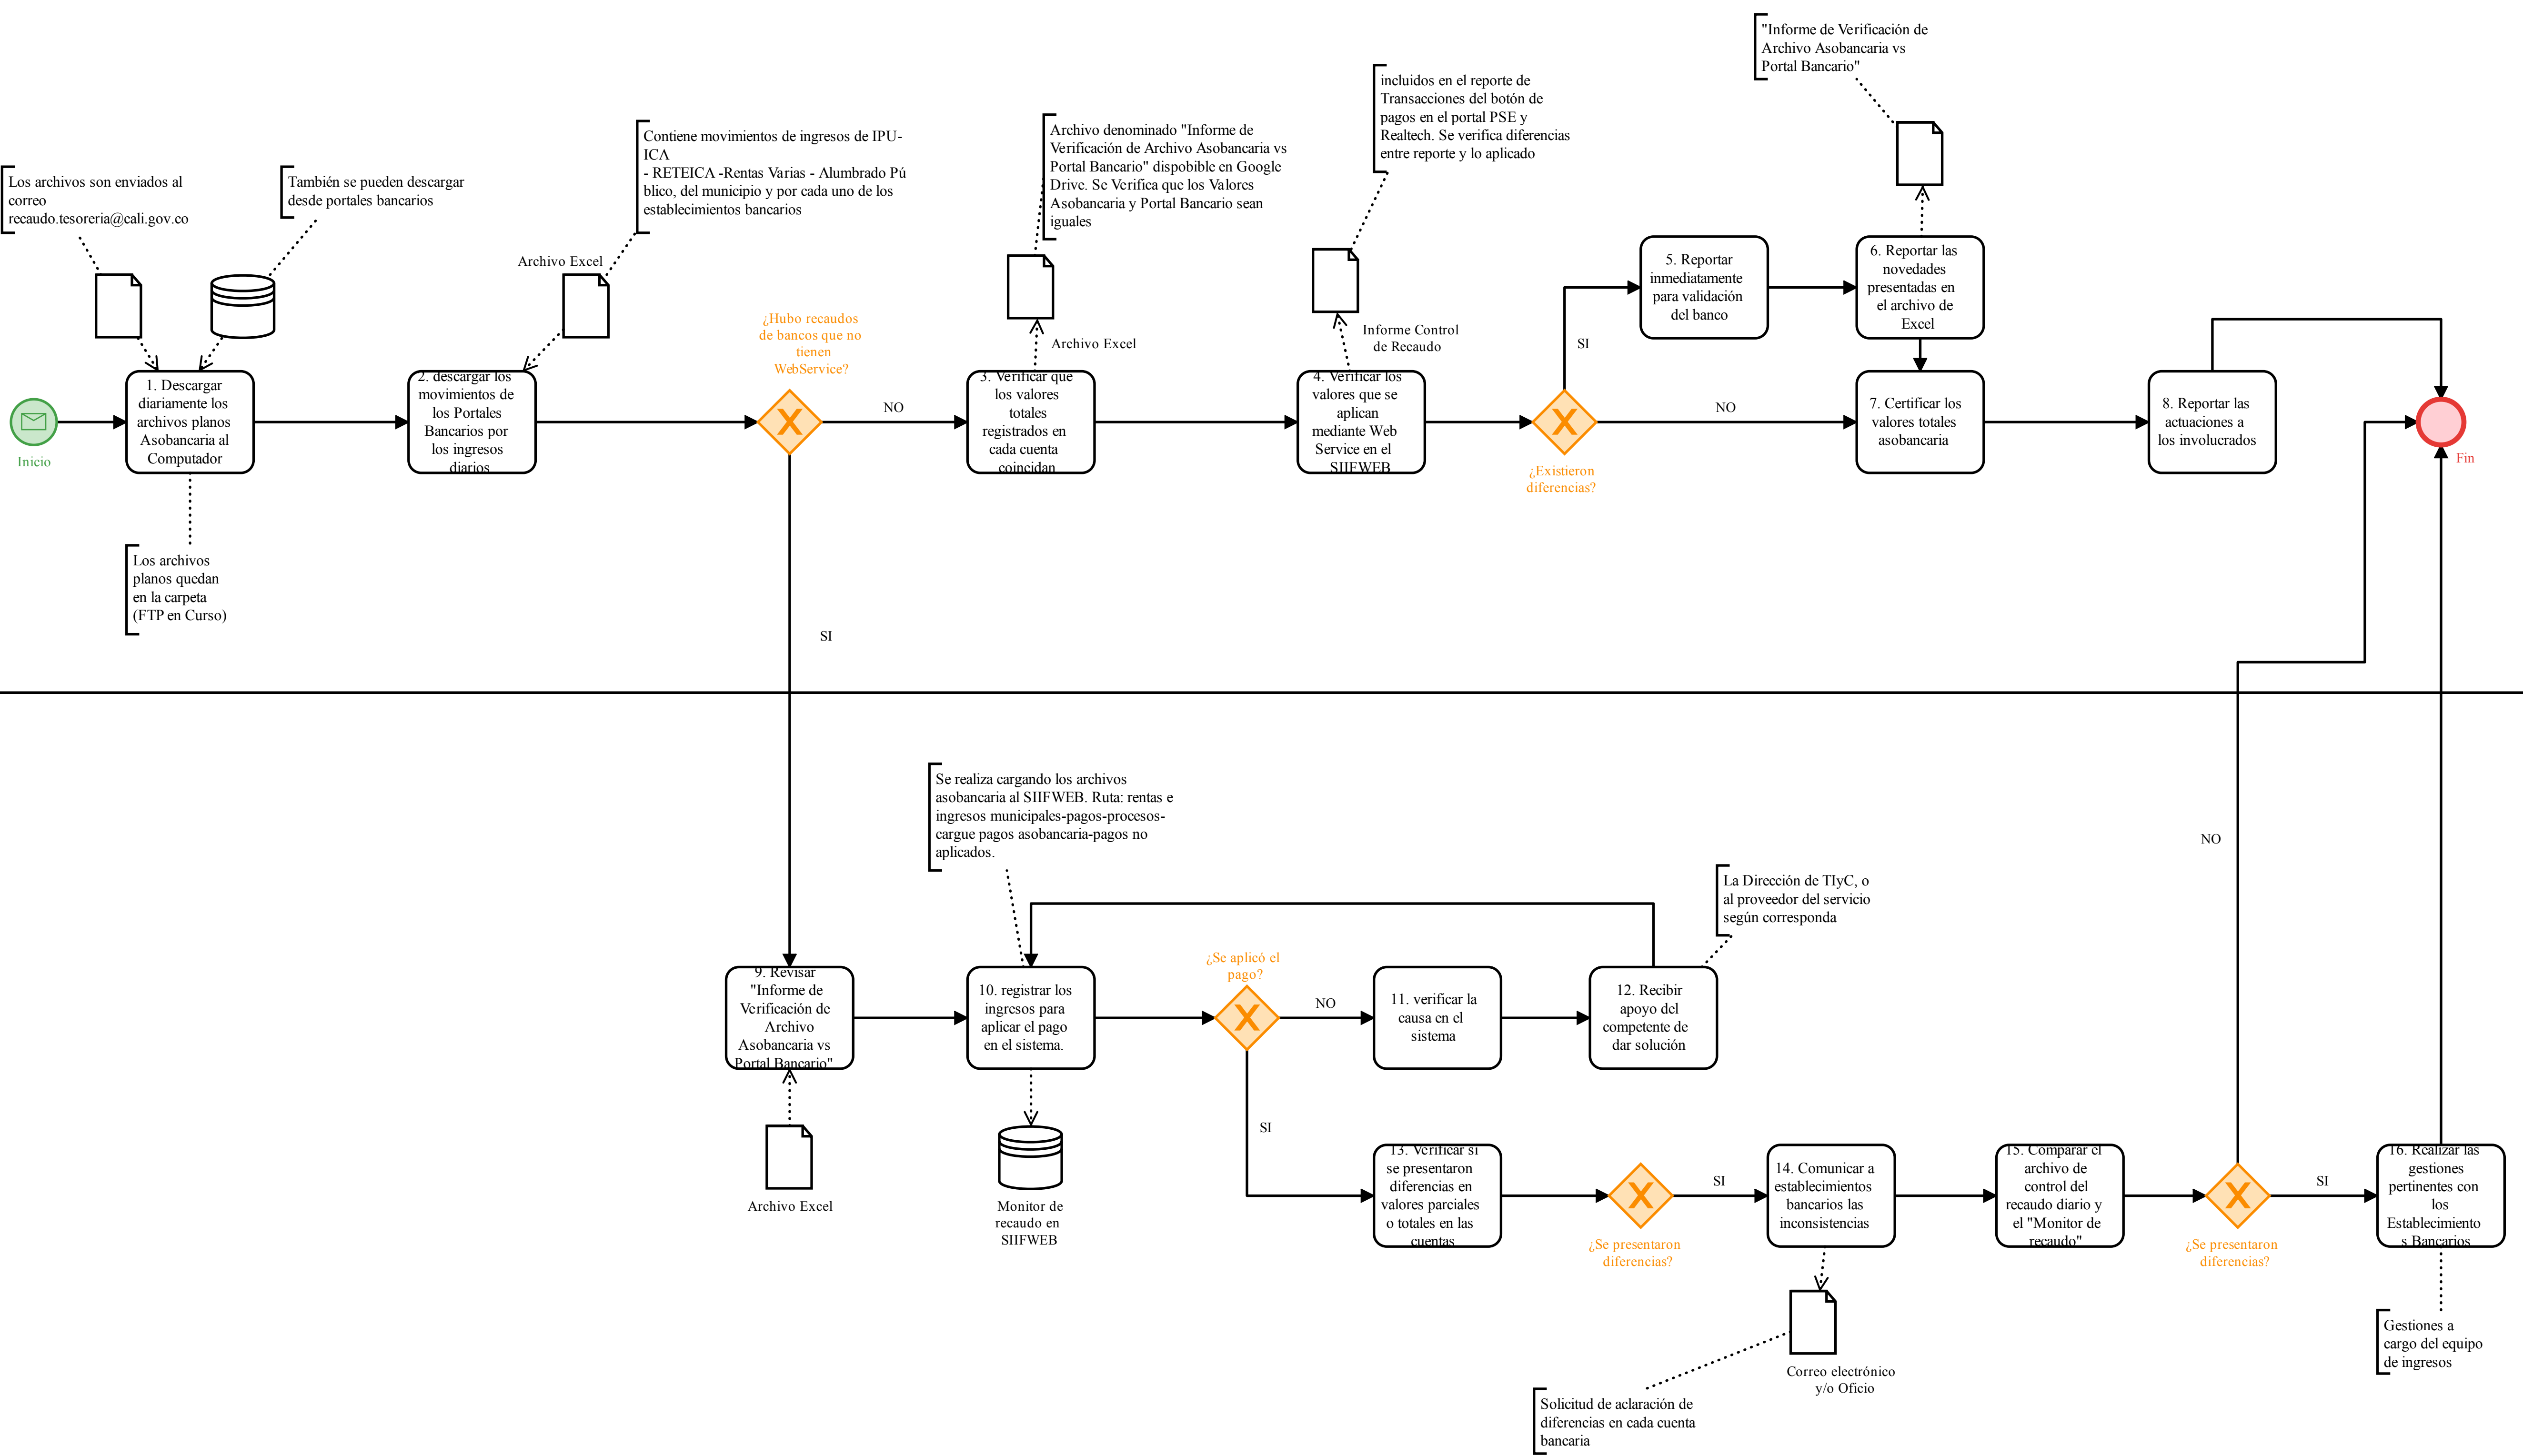 "Informe de Verificación de
Archivo Asobancaria vs
Portal Bancario"
incluidos en el reporte de
Transacciones del botón de
pagos en el portal PSE y
Realtech. Se verifica diferencias
entre reporte y lo aplicado
Archivo denominado "Informe de
Verificación de Archivo Asobancaria vs
Portal Bancario" dispobible en Google
Drive. Se Verifica que los Valores
Asobancaria y Portal Bancario sean
iguales
Contiene movimientos de ingresos de IPU-
ICA
- RETEICA -Rentas Varias - Alumbrado Pú
blico, del municipio y por cada uno de los
establecimientos bancarios
Los archivos son enviados al
correo
recaudo.tesoreria@cali.gov.co
También se pueden descargar
desde portales bancarios
Archivo Excel
¿Hubo recaudos
de bancos que no
tienen
WebService?
Archivo Excel
Informe Control
de Recaudo
SI
5. Reportar
inmediatamente
para validación
del banco
6. Reportar las
novedades
presentadas en
el archivo de
Excel
Inicio
1. Descargar
diariamente los
archivos planos
Asobancaria al
Computador
2. descargar los
movimientos de
los Portales
Bancarios por
los ingresos
diarios
NO
3. Verificar que
los valores
totales
registrados en
cada cuenta
coincidan
4. Verificar los
valores que se
aplican
mediante Web
Service en el
SIIFWEB
¿Existieron
diferencias?
NO
7. Certificar los
valores totales
asobancaria
8. Reportar las
actuaciones a
los involucrados
Fin
Los archivos
planos quedan
en la carpeta
(FTP en Curso)
SI
Se realiza cargando los archivos
asobancaria al SIIFWEB. Ruta: rentas e
ingresos municipales-pagos-procesos-
cargue pagos asobancaria-pagos no
aplicados.
NO
La Dirección de TIyC, o
al proveedor del servicio
según corresponda
9. Revisar
"Informe de
Verificación de
Archivo
Asobancaria vs
Portal Bancario"
10. registrar los
ingresos para
aplicar el pago
en el sistema.
¿Se aplicó el
pago?
NO
11. verificar la
causa en el
sistema
12. Recibir
apoyo del
competente de
dar solución
SI
Archivo Excel
Monitor de
recaudo en
SIIFWEB
13. Verificar si
se presentaron
diferencias en
valores parciales
o totales en las
cuentas
¿Se presentaron
diferencias?
SI
14. Comunicar a
establecimientos
bancarios las
inconsistencias
15. Comparar el
archivo de
control del
recaudo diario y
el "Monitor de
recaudo"
¿Se presentaron
diferencias?
SI
16. Realizar las
gestiones
pertinentes con
los
Establecimiento
s Bancarios
Correo electrónico
y/o Oficio
Solicitud de aclaración de
diferencias en cada cuenta
bancaria
Gestiones a
cargo del equipo
de ingresos